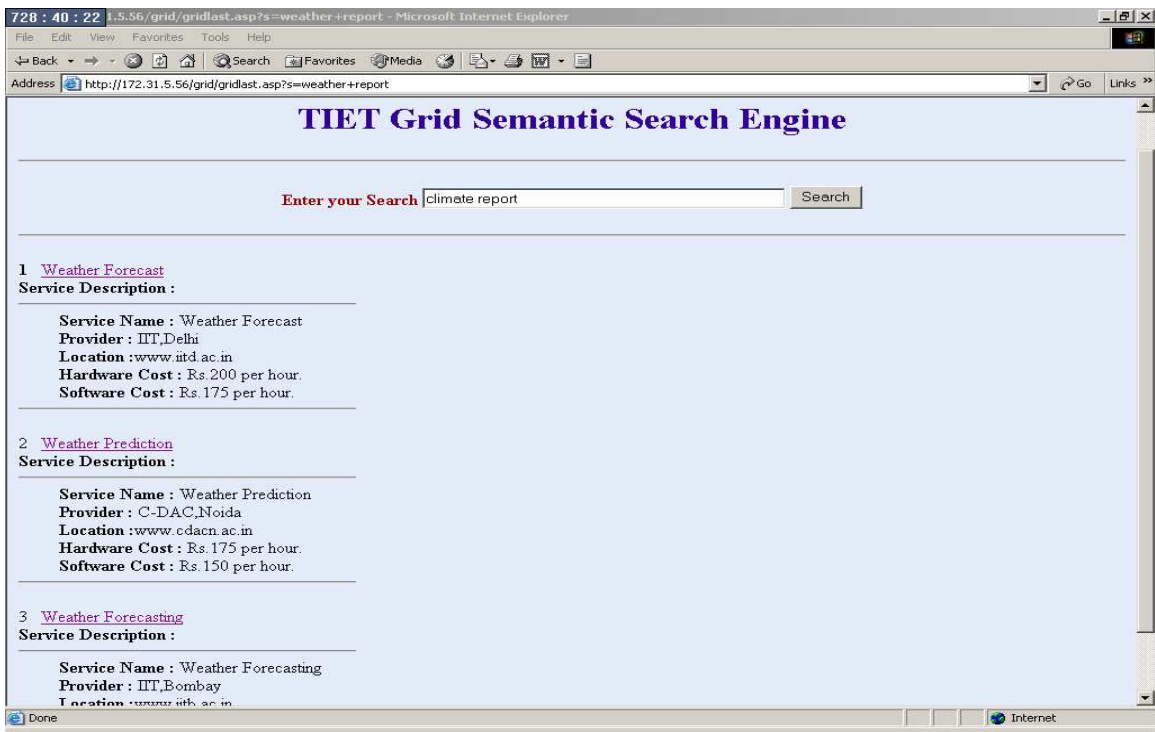 728 : 40 : 22 1.5.56/grid/gridlast.asp?s=weather+report - Microsoft Internet Explorer
File Edit View Favorites Tools Help
Back Search Favorites Media
Address http://172.31.5.56/grid/gridlast.asp?s=weather+report Go Links »
TIET Grid Semantic Search Engine
Enter your Search climate report Search
1 Weather Forecast
Service Description :
Service Name : Weather Forecast
Provider : IIT,Delhi
Location :www.iitd.ac.in
Hardware Cost : Rs.200 per hour.
Software Cost : Rs.175 per hour.
2 Weather Prediction
Service Description :
Service Name : Weather Prediction
Provider : C-DAC,Noida
Location :www.cdacn.ac.in
Hardware Cost : Rs.175 per hour.
Software Cost : Rs.150 per hour.
3 Weather Forecasting
Service Description :
Service Name : Weather Forecasting
Provider : IIT,Bombay
Location :www.iitb.ac.in
Done Internet